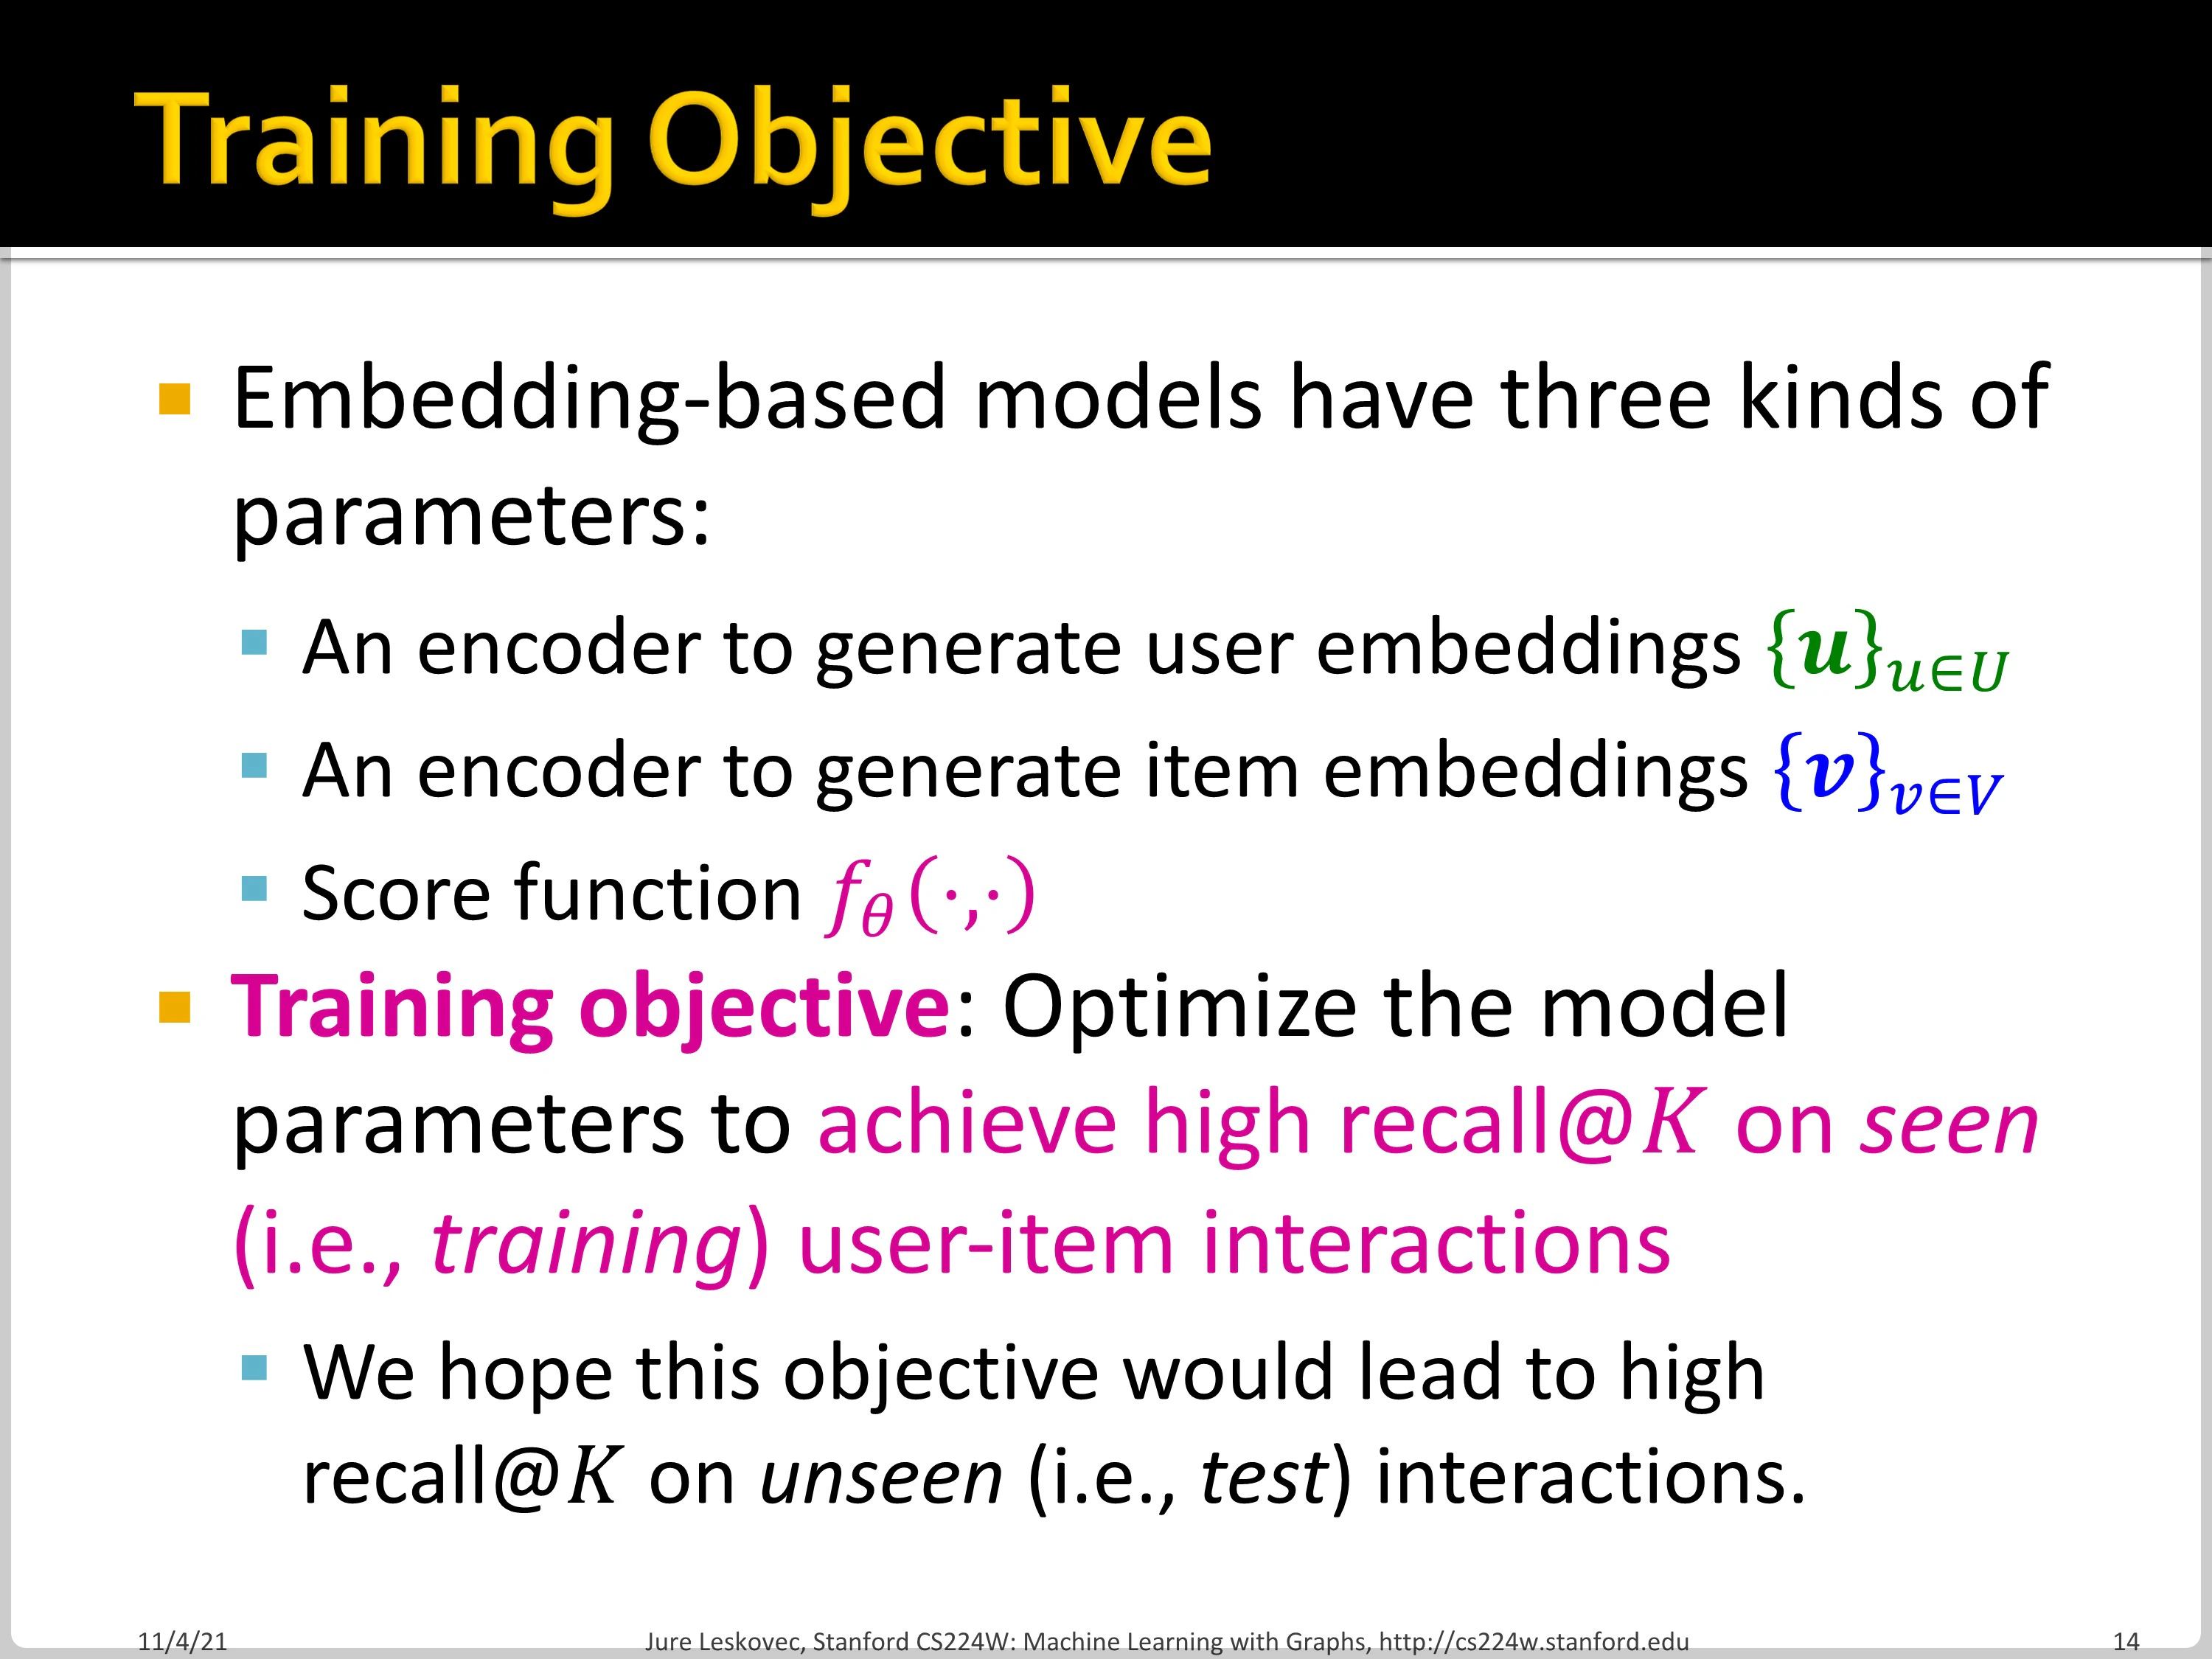 Training Objective
Embedding-based models have three kinds of
parameters:
An encoder to generate user embeddings {𝒖}𝑢∈𝑈
An encoder to generate item embeddings {𝒗}𝑣∈𝑉
Score function 𝑓𝜃(·,·)
Training objective: Optimize the model
parameters to achieve high recall@𝐾 on seen
(i.e., training) user-item interactions
We hope this objective would lead to high
recall@𝐾 on unseen (i.e., test) interactions.
11/4/21 Jure Leskovec, Stanford CS224W: Machine Learning with Graphs, http://cs224w.stanford.edu 14